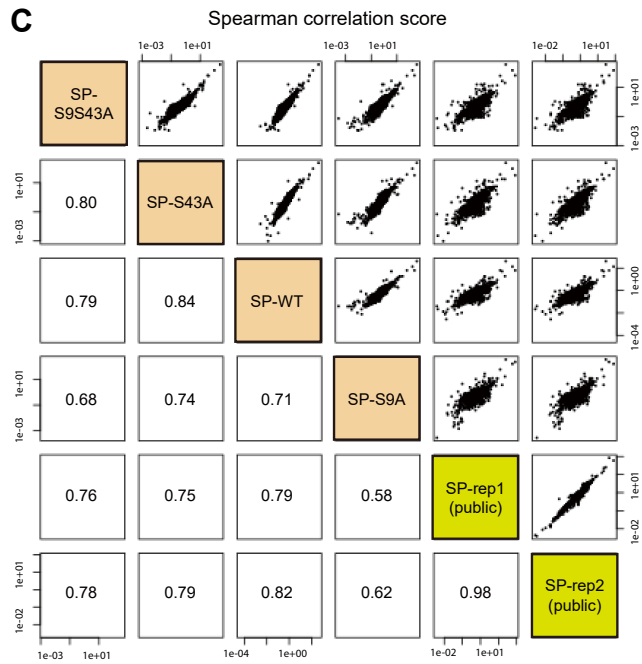 C
Spearman correlation score
1e-03 1e+01 1e-03 1e+01 1e-02 1e+01
SP-
S9S43A
1e-03 1e+01
1e-03 1e+01
0.80
SP-S43A
0.79
0.84
SP-WT
1e-04 1e+00
1e-03 1e+01
0.68
0.74
0.71
SP-S9A
0.76
0.75
0.79
0.58
SP-rep1
(public)
1e-02 1e+01
1e-02 1e+01
0.78
0.79
0.82
0.62
0.98
SP-rep2
(public)
1e-03 1e+01 1e-04 1e+00 1e-02 1e+01